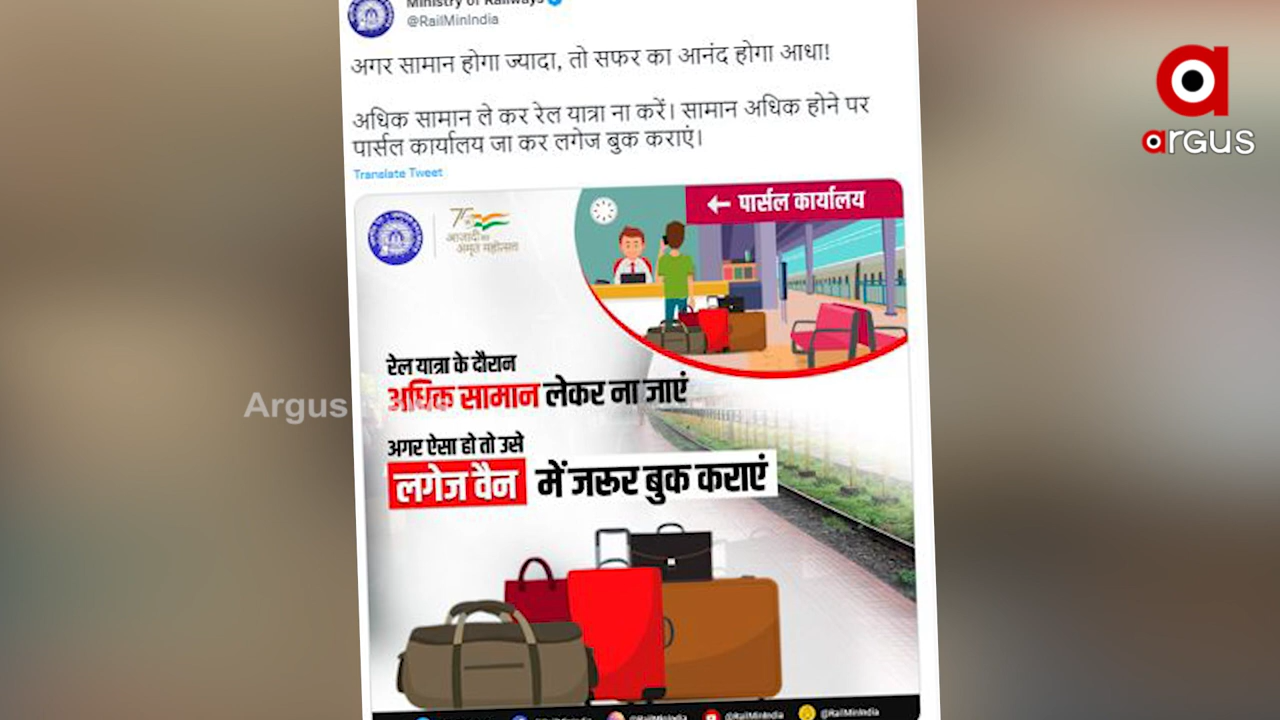 Ministry of Railways
@RailMinIndia
argus
अगर सामान होगा ज्यादा, तो सफर का आनंद होगा आधा!
अधिक सामान ले कर रेल यात्रा ना करें। सामान अधिक होने पर
पार्सल कार्यालय जा कर लगेज बुक कराएं।
Translate Tweet
← पार्सल कार्यालय
75
आज़ादी का
अमृत महोत्सव
रेल यात्रा के दौरान
अधिक सामान लेकर ना जाएं
Argus
अगर ऐसा हो तो उसे
लगेज वैन में जरूर बुक कराएं
@RailMinIndia
@RailMinIndia
@RailMinIndia